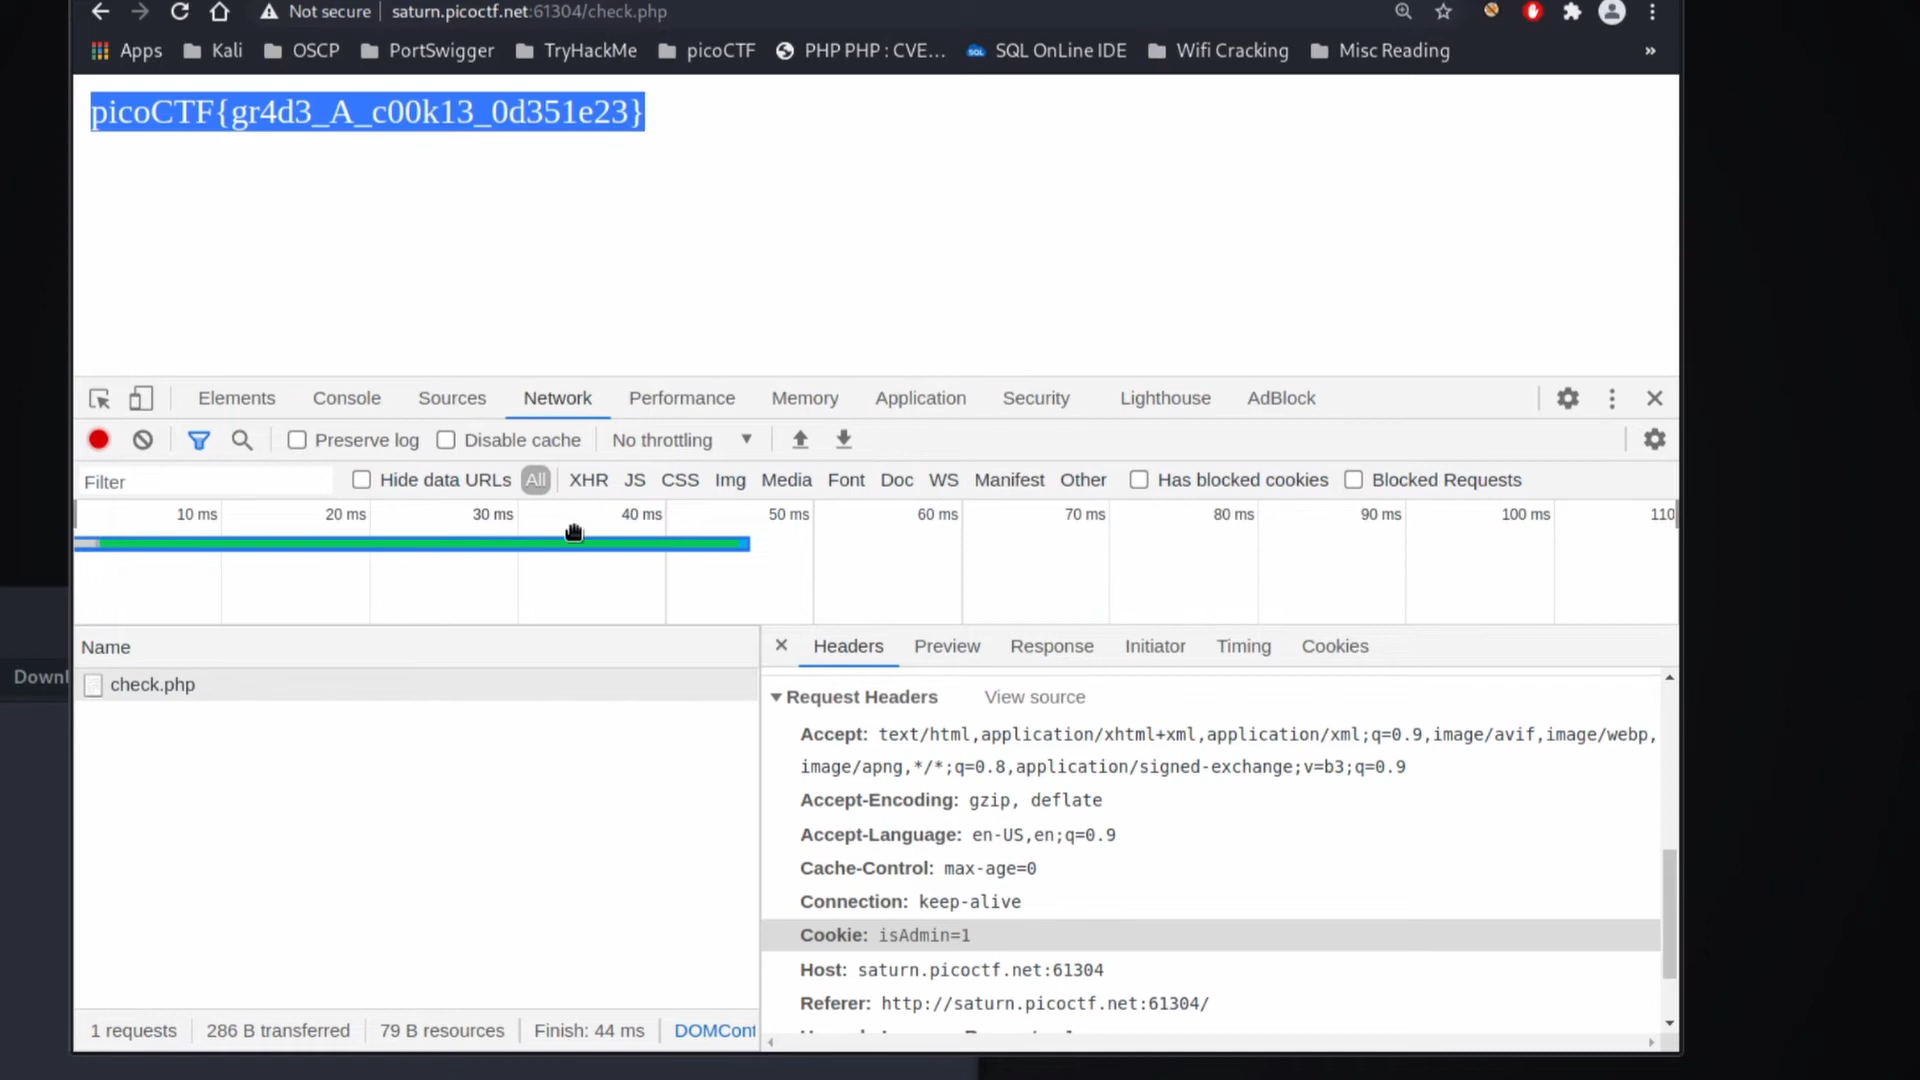 Not secure saturn.picoctf.net:61304/check.php
Apps Kali OSCP PortSwigger TryHackMe picoCTF PHP PHP : CVE... SQL OnLine IDE Wifi Cracking Misc Reading »
picoCTF{gr4d3_A_c00k13_0d351e23}
Elements Console Sources Network Performance Memory Application Security Lighthouse AdBlock
Preserve log Disable cache No throttling
Filter Hide data URLs All XHR JS CSS Img Media Font Doc WS Manifest Other Has blocked cookies Blocked Requests
10 ms 20 ms 30 ms 40 ms 50 ms 60 ms 70 ms 80 ms 90 ms 100 ms 110
Name
Headers Preview Response Initiator Timing Cookies
Downl
check.php
Request Headers View source
Accept: text/html,application/xhtml+xml,application/xml;q=0.9,image/avif,image/webp,
image/apng,*/*;q=0.8,application/signed-exchange;v=b3;q=0.9
Accept-Encoding: gzip, deflate
Accept-Language: en-US,en;q=0.9
Cache-Control: max-age=0
Connection: keep-alive
Cookie: isAdmin=1
Host: saturn.picoctf.net:61304
Referer: http://saturn.picoctf.net:61304/
1 requests 286 B transferred 79 B resources Finish: 44 ms DOMCont